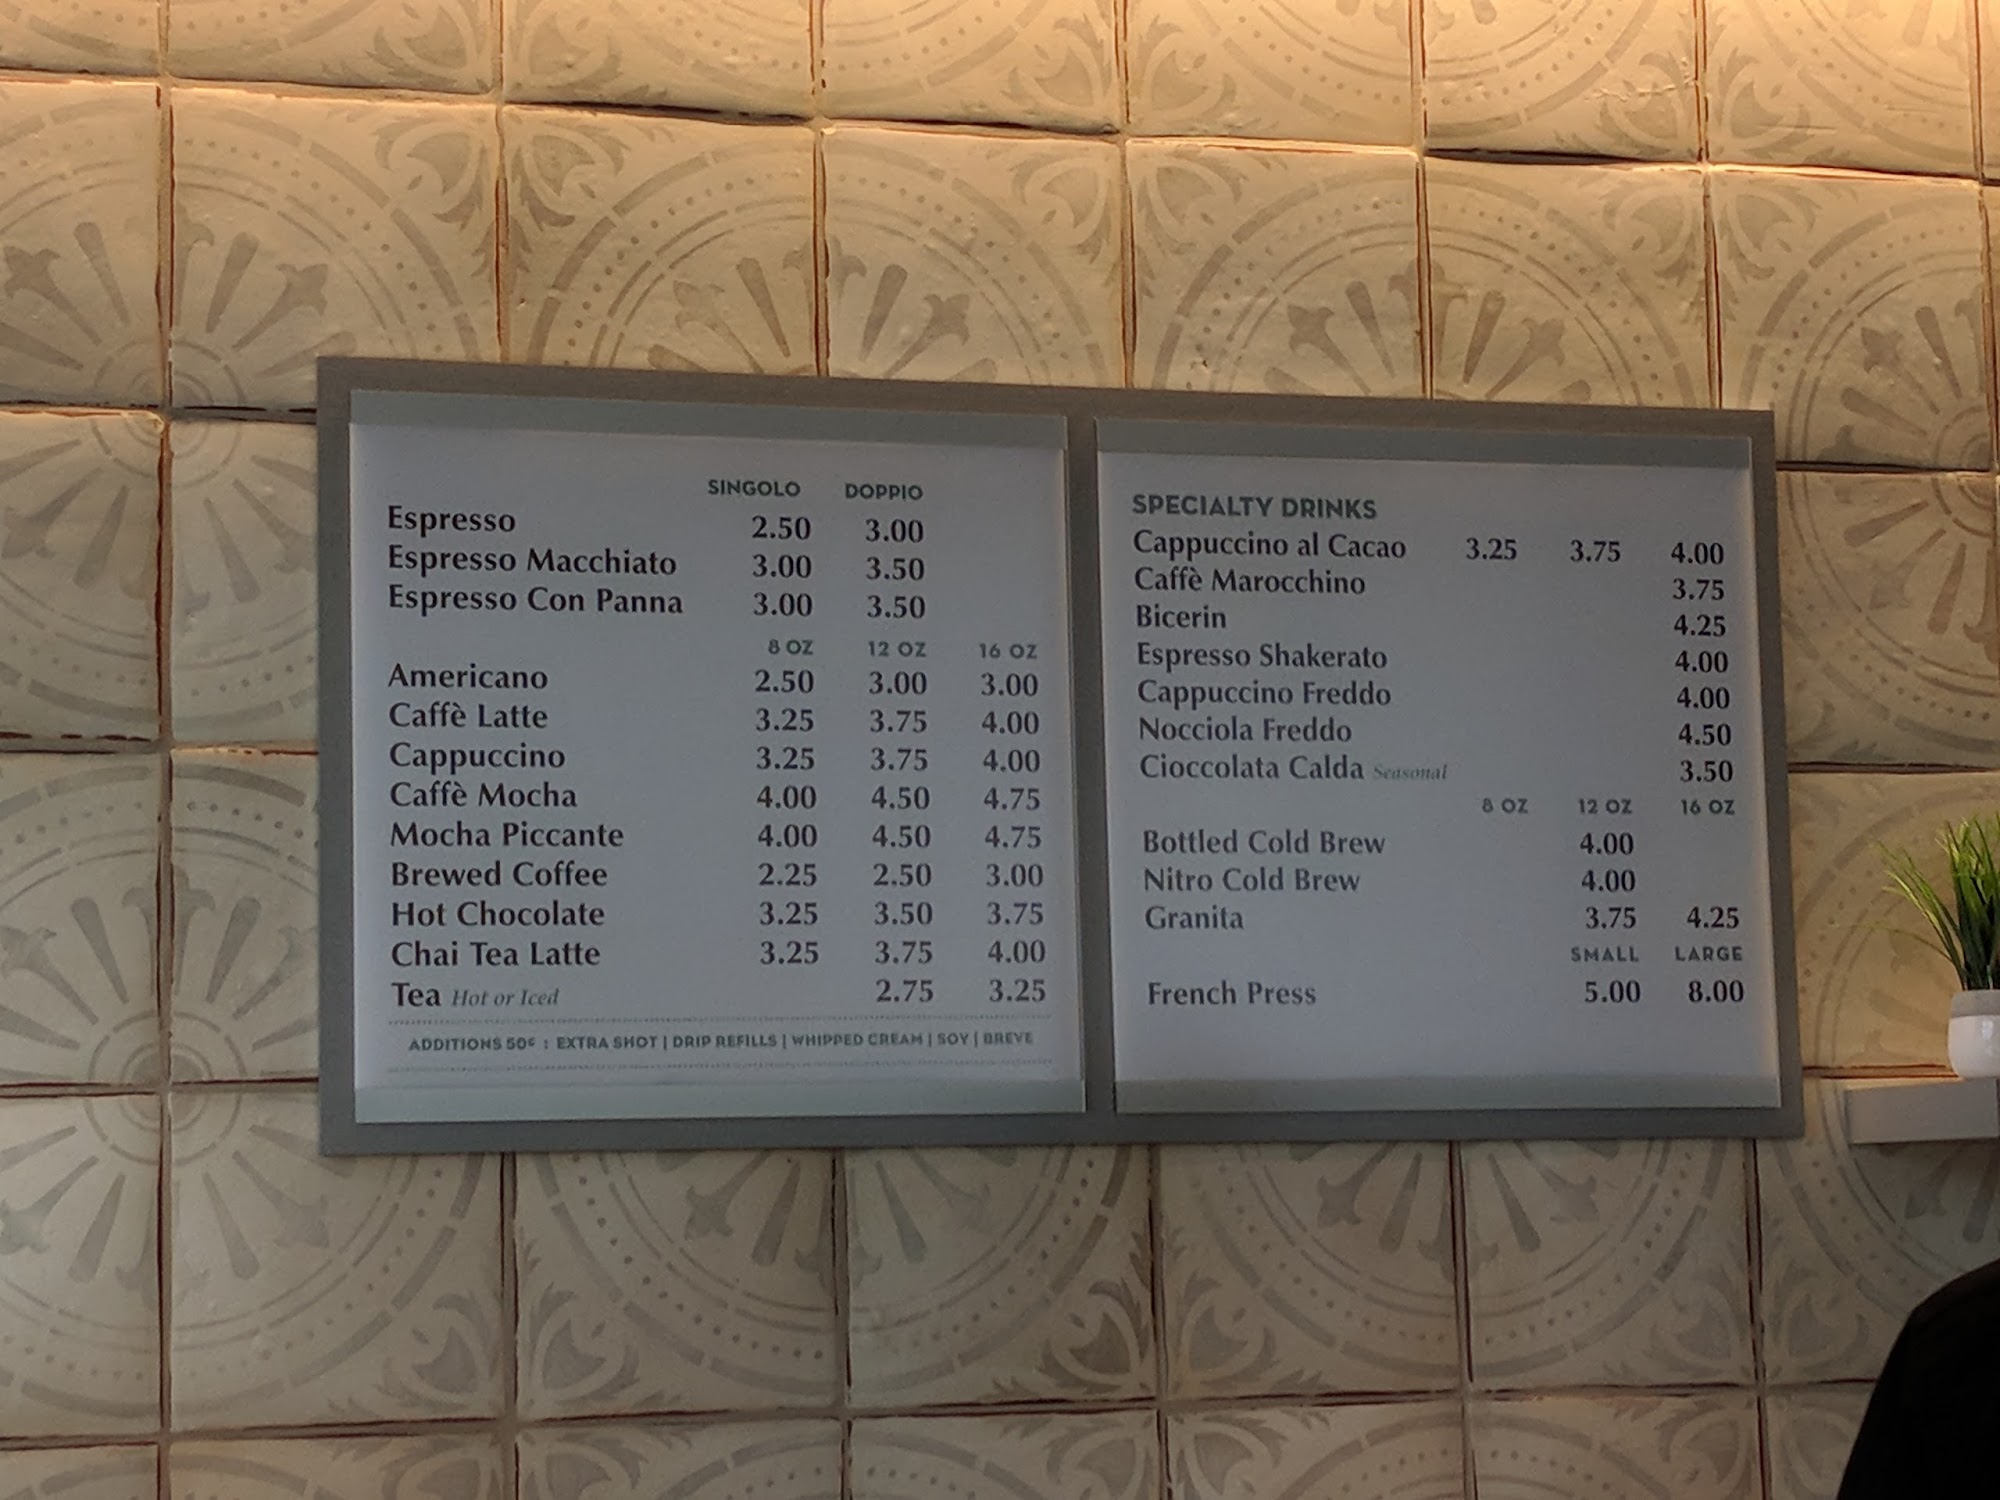 SINGOLO DOPPIO
Espresso 2.50 3.00
Espresso Macchiato 3.00 3.50
Espresso Con Panna 3.00 3.50
8 OZ 12 OZ 16 OZ
Americano 2.50 3.00 3.00
Caffè Latte 3.25 3.75 4.00
Cappuccino 3.25 3.75 4.00
Caffè Mocha 4.00 4.50 4.75
Mocha Piccante 4.00 4.50 4.75
Brewed Coffee 2.25 2.50 3.00
Hot Chocolate 3.25 3.50 3.75
Chai Tea Latte 3.25 3.75 4.00
Tea Hot or Iced 2.75 3.25
ADDITIONS 50¢ : EXTRA SHOT | DRIP REFILLS | WHIPPED CREAM | SOY | BREVE
SPECIALTY DRINKS
Cappuccino al Cacao 3.25 3.75 4.00
Caffè Marocchino 3.75
Bicerin 4.25
Espresso Shakerato 4.00
Cappuccino Freddo 4.00
Nocciola Freddo 4.50
Cioccolata Calda Seasonal 3.50
8 OZ 12 OZ 16 OZ
Bottled Cold Brew 4.00
Nitro Cold Brew 4.00
Granita 3.75 4.25
SMALL LARGE
French Press 5.00 8.00